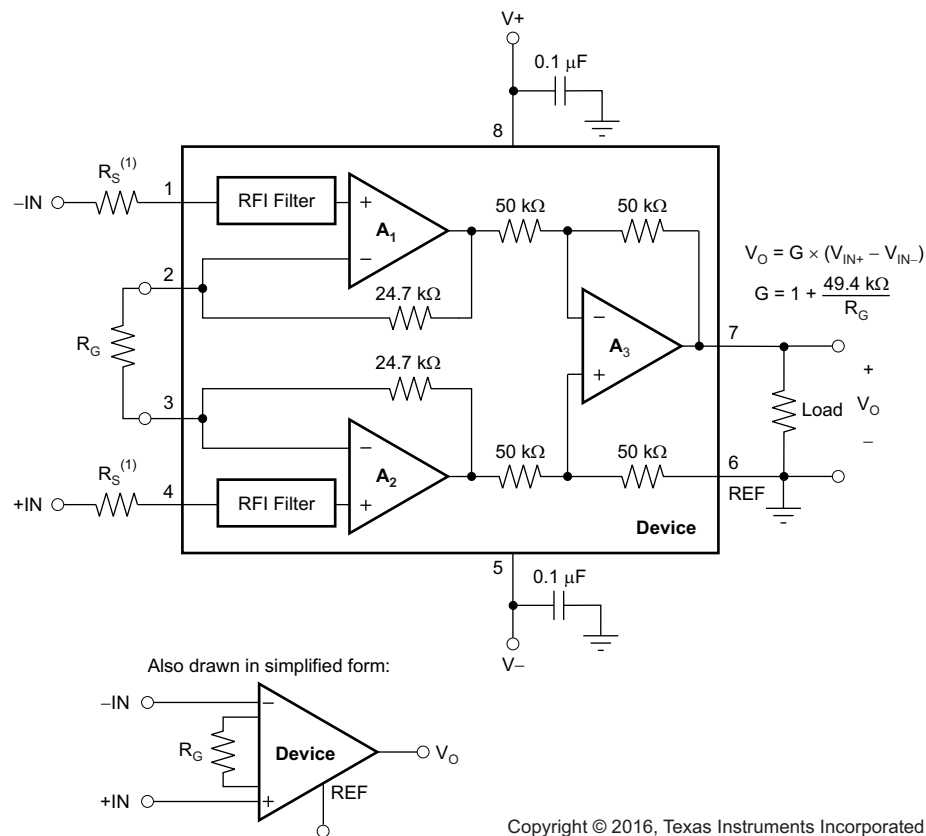 V+
0.1 μF
8
R_S^(1)
1
−IN
RFI Filter
+
A₁
−
50 kΩ
50 kΩ
V_O = G × (V_IN+ − V_IN−)
G = 1 + 49.4 kΩ / R_G
2
24.7 kΩ
R_G
−
A₃
+
7
+
V_O
−
Load
3
24.7 kΩ
−
A₂
+
50 kΩ
50 kΩ
6
REF
R_S^(1)
4
+IN
RFI Filter
Device
5
0.1 μF
V−
Also drawn in simplified form:
−IN
−
R_G
Device
V_O
+IN
+
REF
Copyright © 2016, Texas Instruments Incorporated